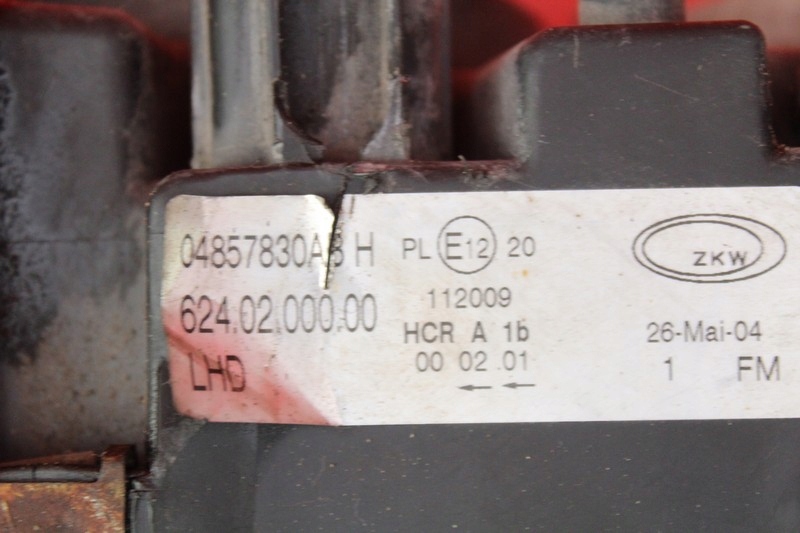 04857830AB H
624.02.000.00
LHD
PL E12 20
112009
HCR A 1b
00 02 01
ZKW
26-Mai-04
1 FM